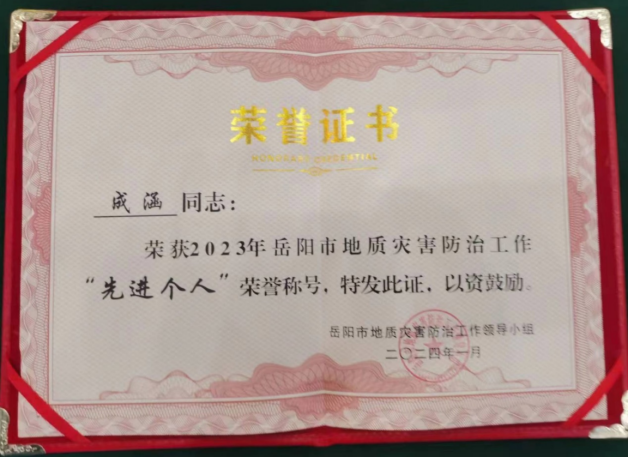 荣誉证书
HONORARY CREDENTIAL
成涵 同志：
荣获2023年岳阳市地质灾害防治工作
“先进个人”荣誉称号，特发此证，以资鼓励。
岳阳市地质灾害防治工作领导小组
二〇二四年一月